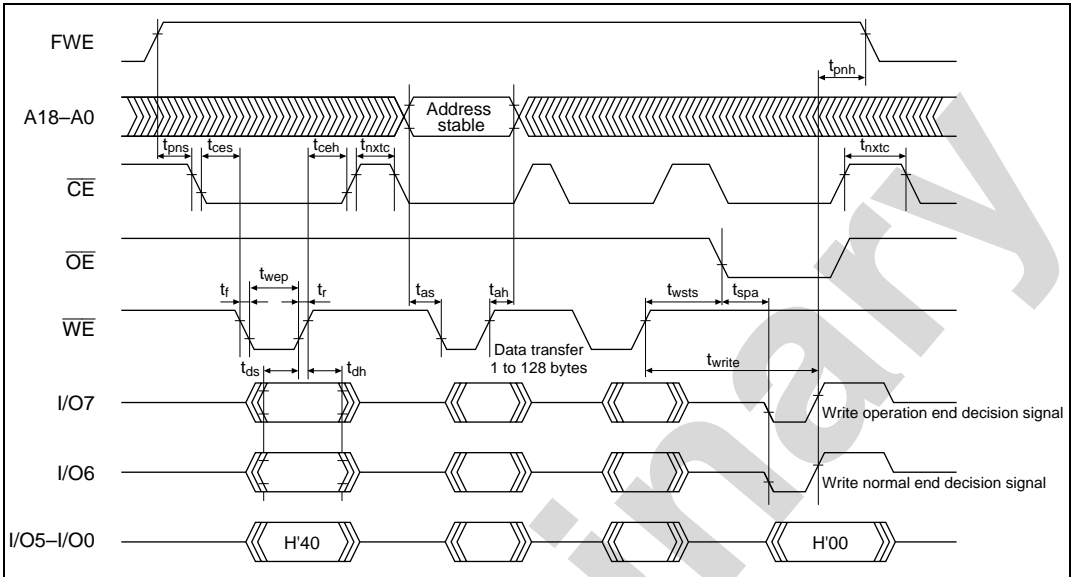 FWE
tpnh
A18–A0
Address
stable
tpns
tces
tceh
tnxtc
tnxtc
CE
OE
tf
twep
tr
tas
tah
twsts
tspa
WE
Data transfer
1 to 128 bytes
twrite
tds
tdh
I/O7
Write operation end decision signal
I/O6
Write normal end decision signal
I/O5–I/O0
H'40
H'00
inary